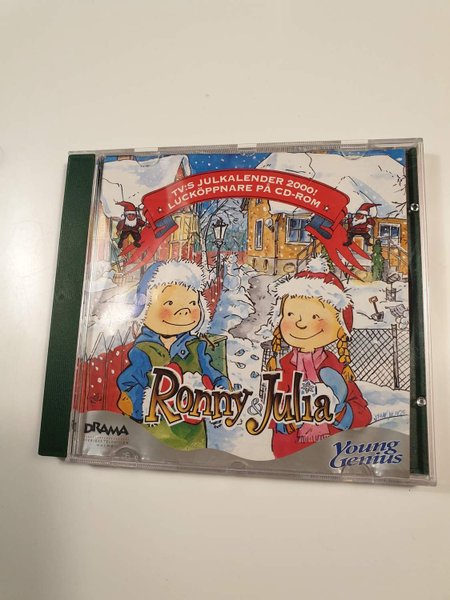 TV:S JULKALENDER 2000!
LUCKÖPPNARE PÅ CD-ROM
Ronny & Julia
DRAMA
Young
Genius